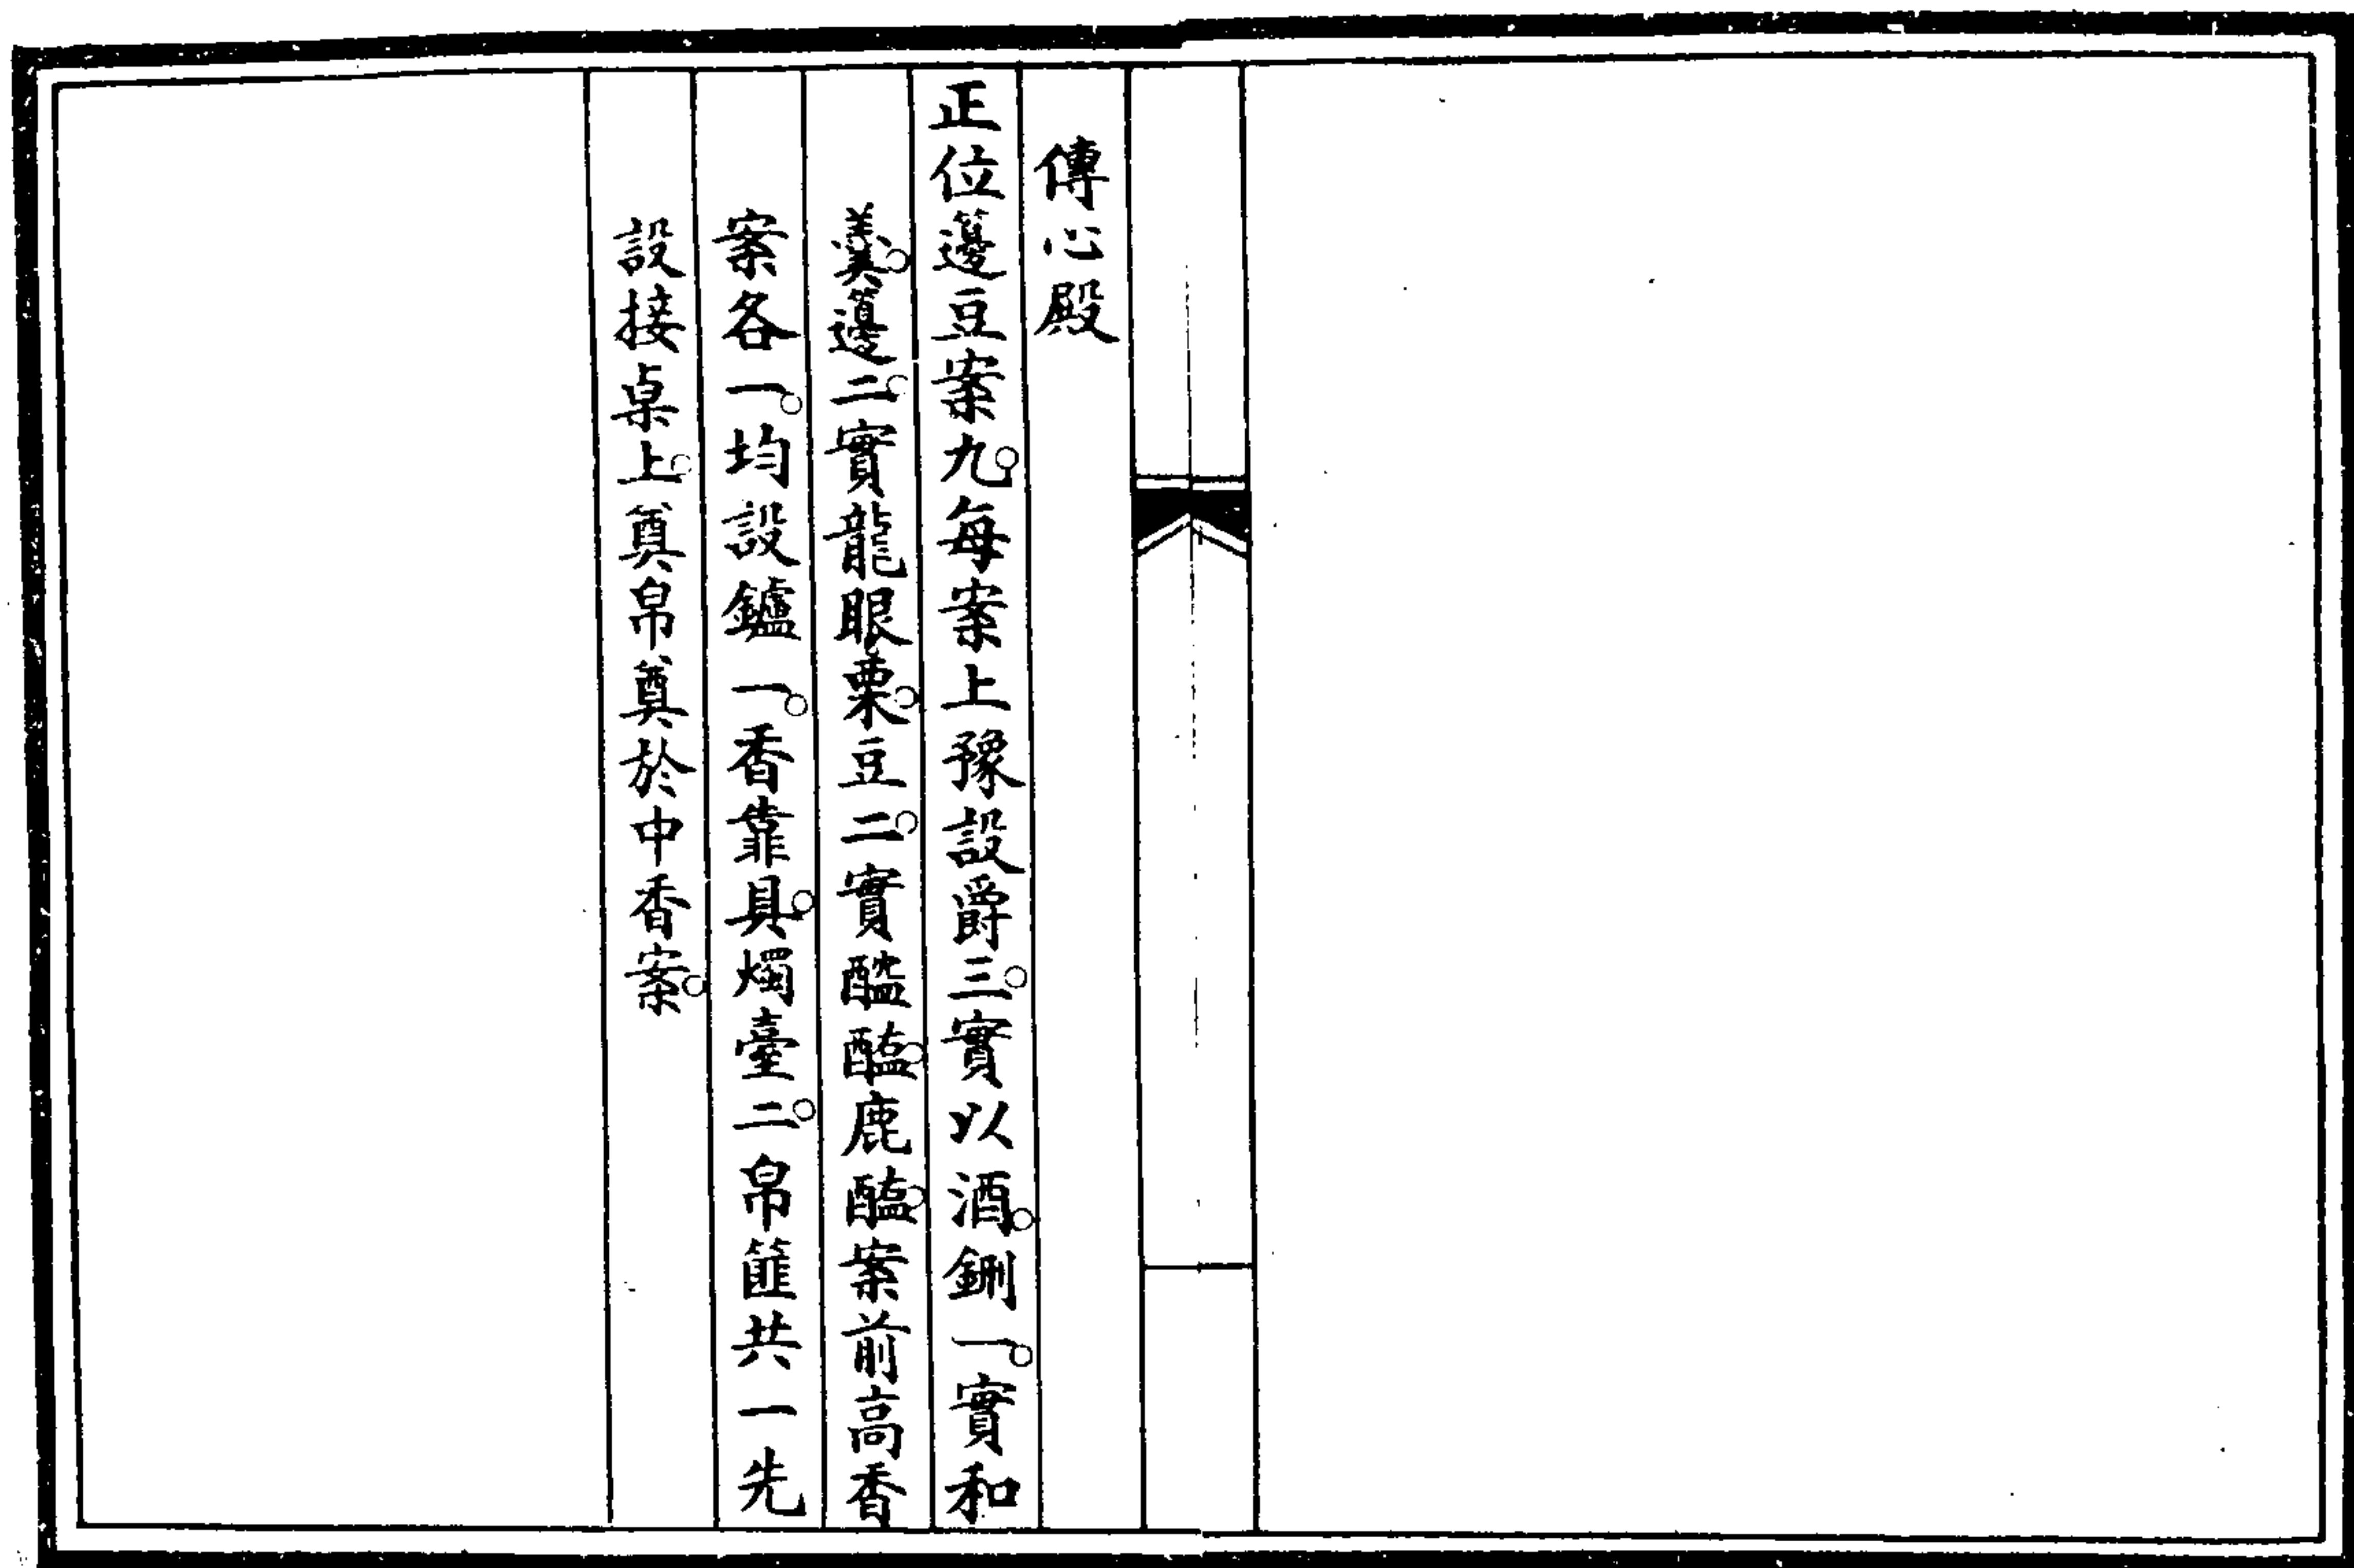 傳心殿
正位籩豆案九。每案上豫設爵三。實以酒。鉶一。實和
羹。籩二。實龍眼栗。豆二。實醓醢。鹿醢。案前高香
案各一。均設鑪一。香靠具。燭臺二。帛篚共一先
設接桌上。奠帛奠於中香案。